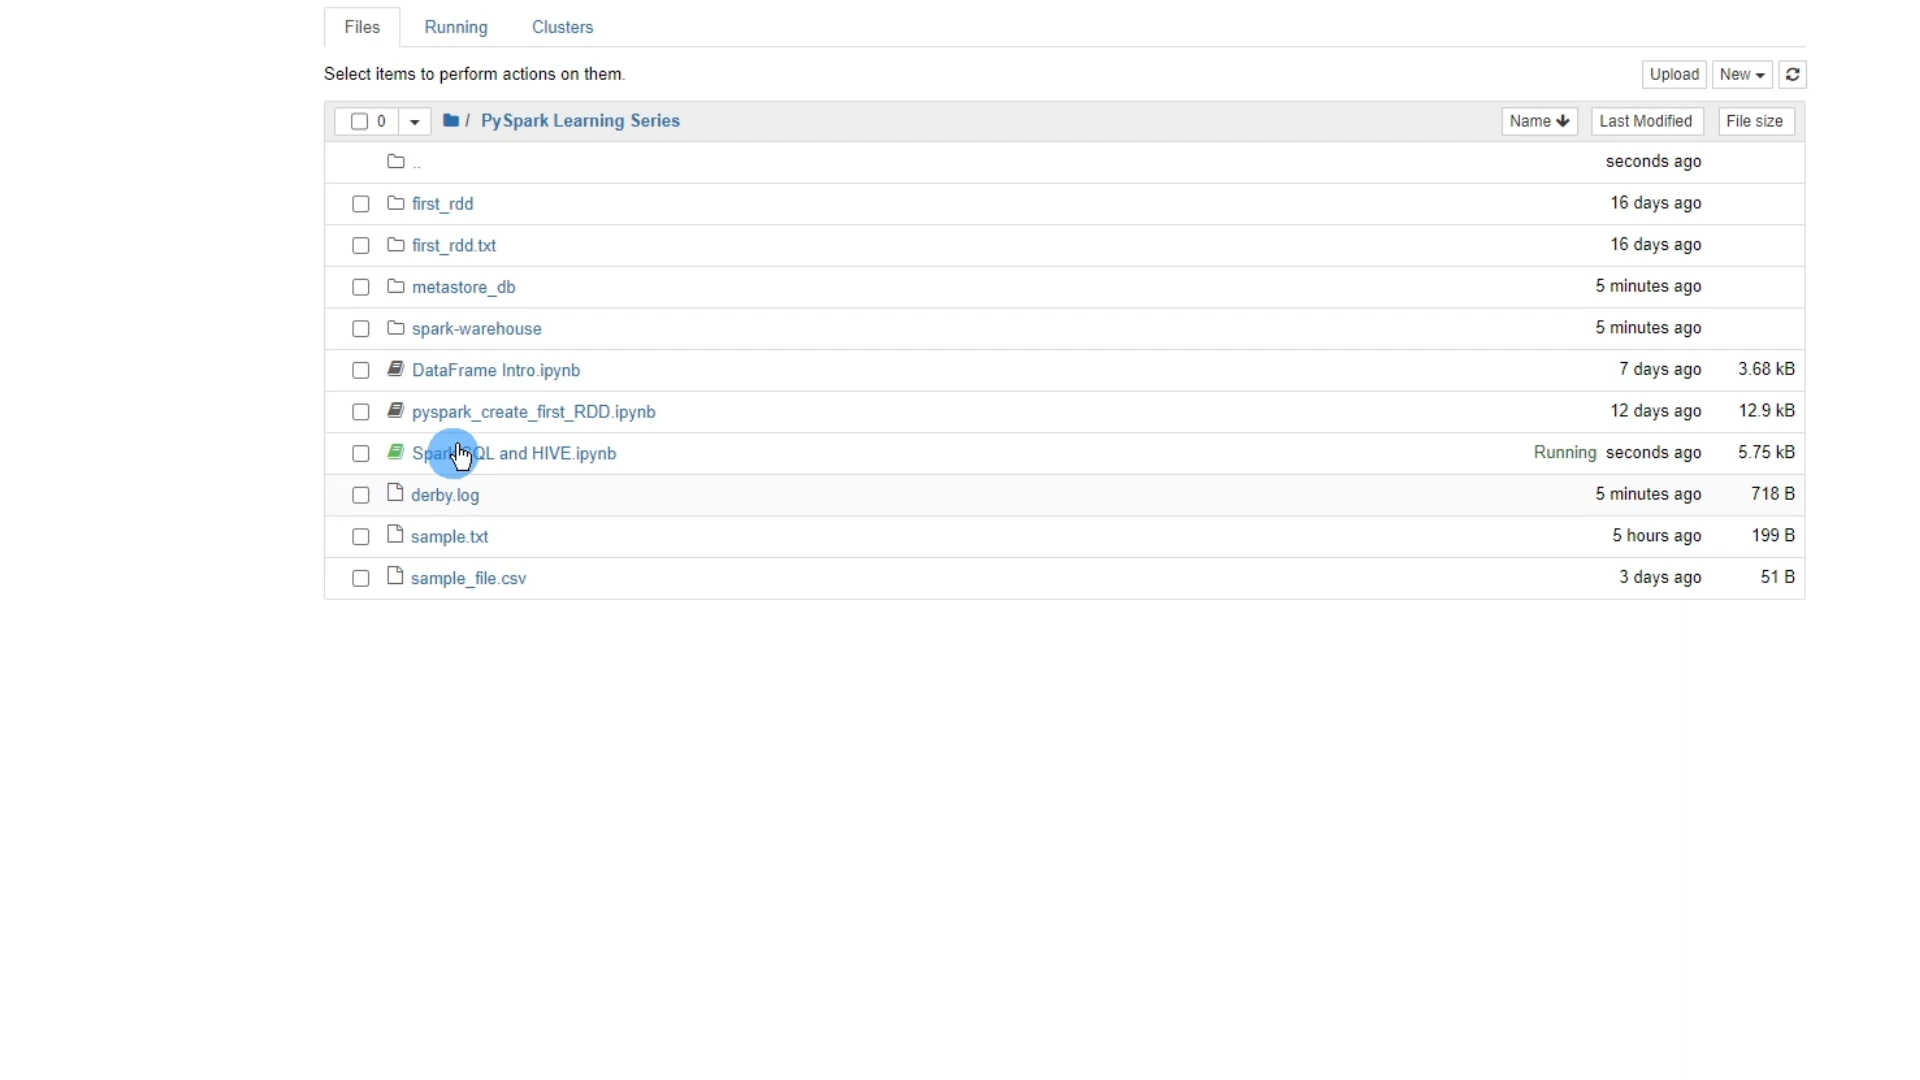 Files Running Clusters
Select items to perform actions on them.
Upload New
0 / PySpark Learning Series Name Last Modified File size
.. seconds ago
first_rdd 16 days ago
first_rdd.txt 16 days ago
metastore_db 5 minutes ago
spark-warehouse 5 minutes ago
DataFrame Intro.ipynb 7 days ago 3.68 kB
pyspark_create_first_RDD.ipynb 12 days ago 12.9 kB
Spark SQL and HIVE.ipynb Running seconds ago 5.75 kB
derby.log 5 minutes ago 718 B
sample.txt 5 hours ago 199 B
sample_file.csv 3 days ago 51 B